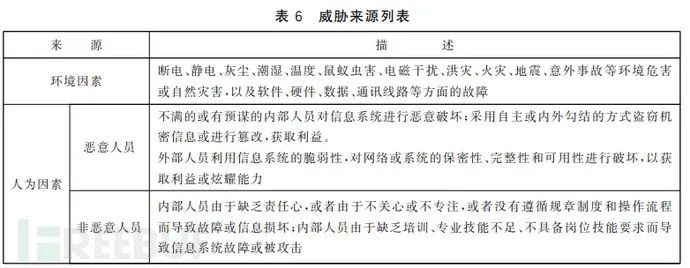 表 6 威胁来源列表
来 源
描 述
环境因素
断电、静电、灰尘、潮湿、温度、鼠蚁虫害、电磁干扰、洪灾、火灾、地震、意外事故等环境危害
或自然灾害,以及软件、硬件、数据、通讯线路等方面的故障
人为因素
恶意人员
不满的或有预谋的内部人员对信息系统进行恶意破坏;采用自主或内外勾结的方式盗窃机
密信息或进行篡改,获取利益。
外部人员利用信息系统的脆弱性,对网络或系统的保密性、完整性和可用性进行破坏,以获
取利益或炫耀能力
非恶意人员
内部人员由于缺乏责任心,或者由于不关心或不专注,或者没有遵循规章制度和操作流程
而导致故障或信息损坏;内部人员由于缺乏培训、专业技能不足、不具备岗位技能要求而导
致信息系统故障或被攻击
FREEBUF